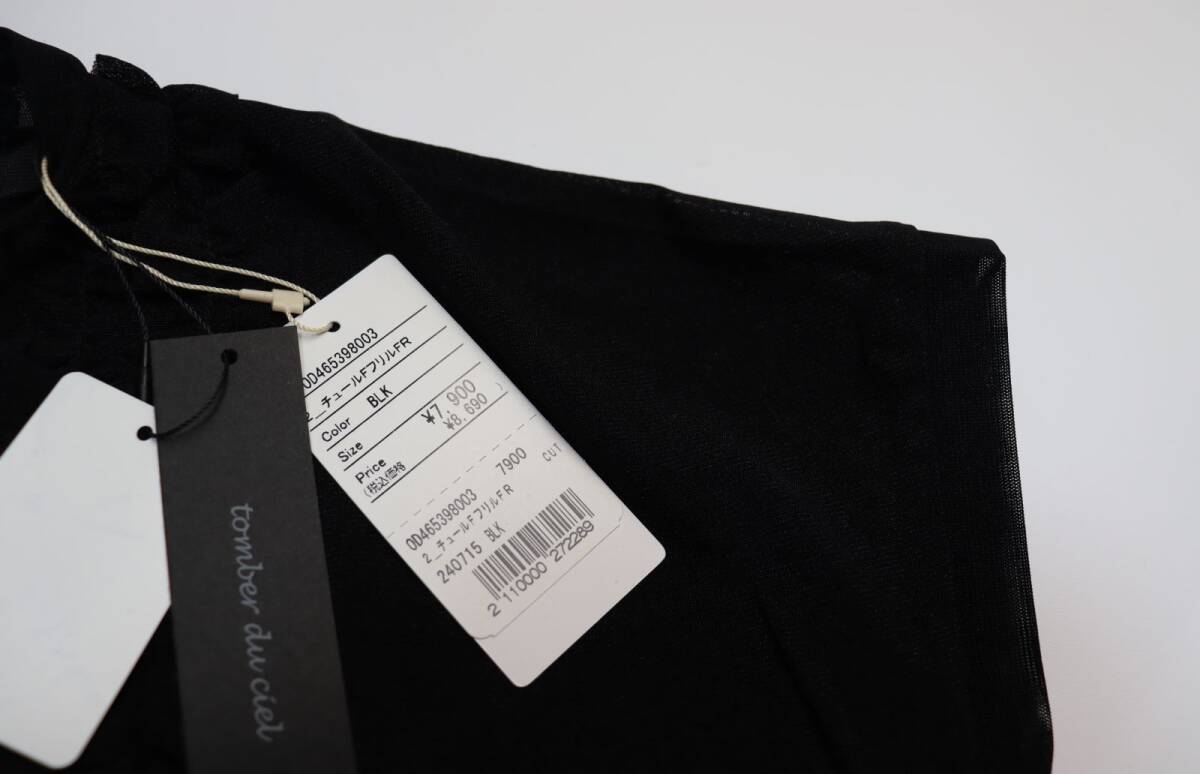 OD465398003
2_チュールFフリルFR
Color BLK
Size
Price ¥7,900
(税込価格 ¥8,690 )
OD465398003 7900
2_チュールFフリルFR CUT
240715 BLK
2 110000 272289
tomber du ciel